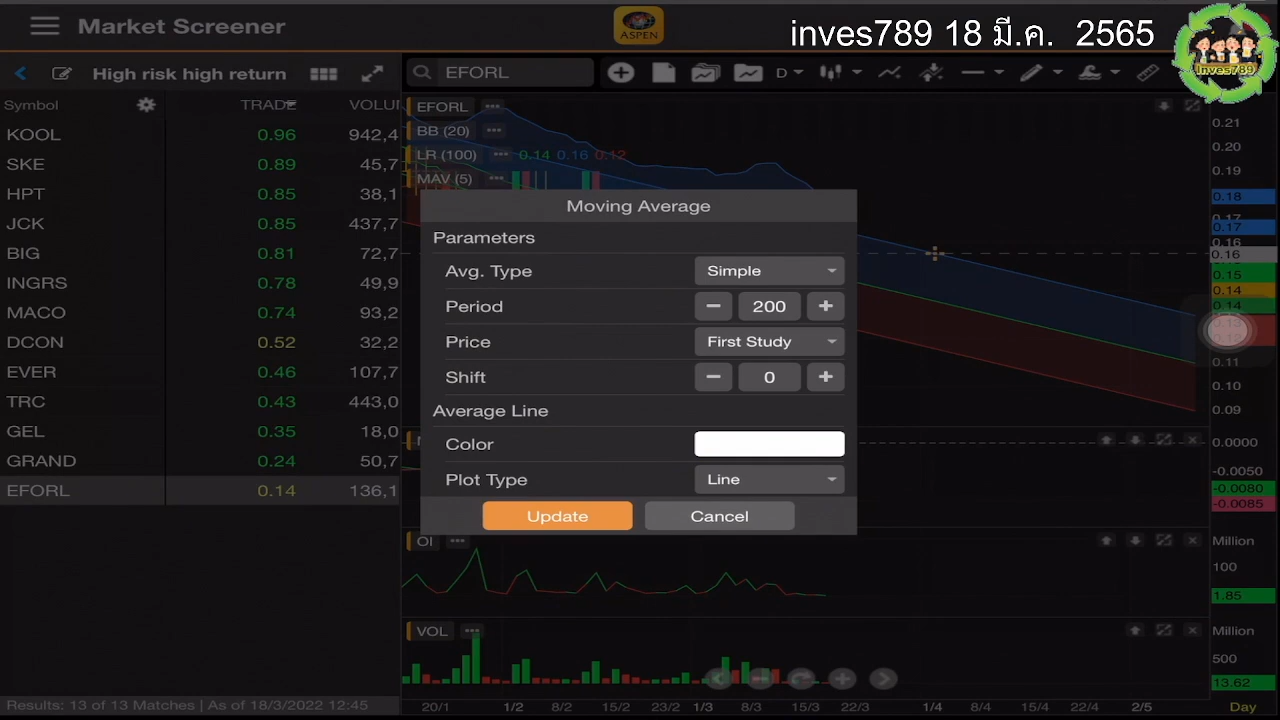 Market Screener
ASPEN
inves789 18 มี.ค. 2565
Inves789
High risk high return
EFORL
D
Symbol TRADE VOLU
KOOL 0.96 942,4
SKE 0.89 45,7
HPT 0.85 38,1
JCK 0.85 437,7
BIG 0.81 72,7
INGRS 0.78 49,9
MACO 0.74 93,2
DCON 0.52 32,2
EVER 0.46 107,7
TRC 0.43 443,0
GEL 0.35 18,0
GRAND 0.24 50,7
EFORL 0.14 136,1
Results: 13 of 13 Matches | As of 18/3/2022 12:45
EFORL
BB (20)
LR (100) 0.14 0.16 0.12
MAV (5)
Moving Average
Parameters
Avg. Type Simple
Period 200
Price First Study
Shift 0
Average Line
Color
Plot Type Line
Update Cancel
0.21
0.20
0.19
0.18
0.17
0.17
0.16
0.16
0.15
0.14
0.14
0.11
0.10
0.09
0.0000
-0.0050
-0.0080
-0.0085
OI
Million
100
1.85
VOL
Million
500
13.62
20/1 1/2 8/2 15/2 23/2 1/3 8/3 15/3 22/3 1/4 8/4 15/4 22/4 2/5 Day